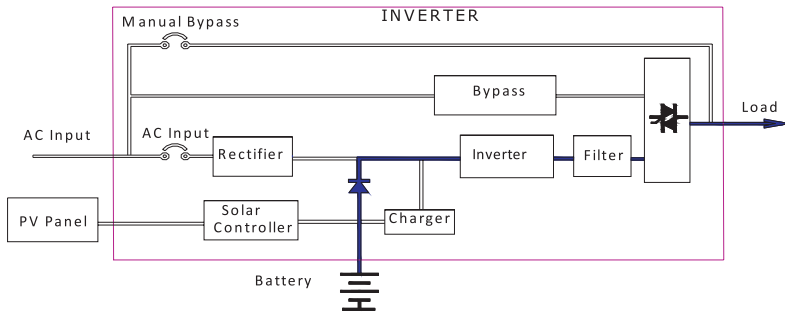 INVERTER
Manual Bypass
Bypass
Load
AC Input
AC Input
Rectifier
Inverter
Filter
PV Panel
Solar
Controller
Charger
Battery